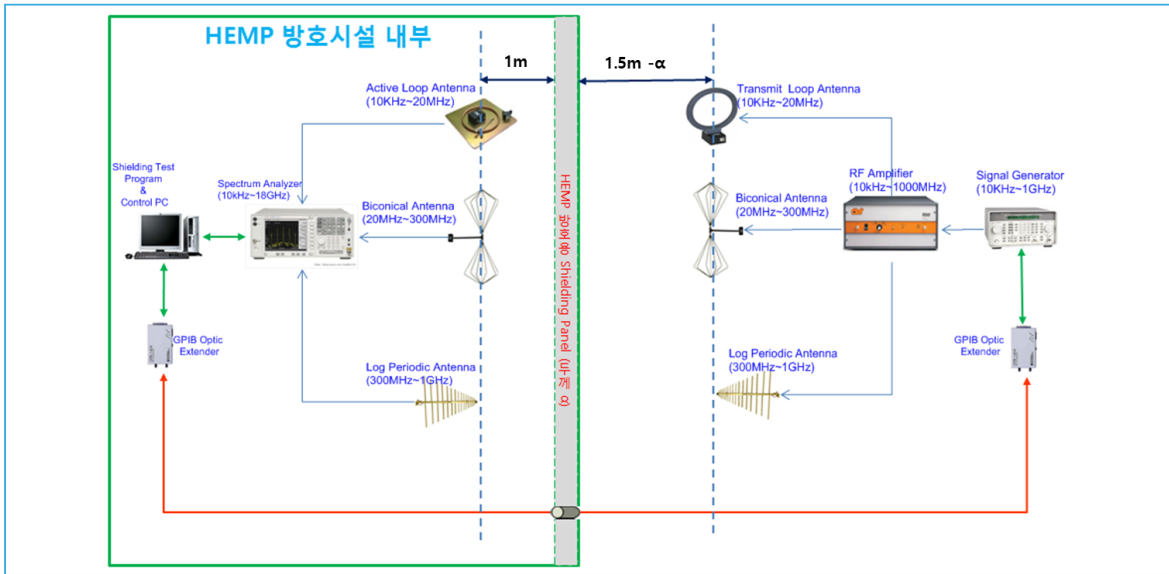 HEMP 방호시설 내부
1m
1.5m -α
Active Loop Antenna
(10KHz~20MHz)
Transmit Loop Antenna
(10KHz~20MHz)
Shielding Test
Program
&
Control PC
Spectrum Analyzer
(10kHz~18GHz)
Biconical Antenna
(20MHz~300MHz)
HEMP 방호용 Shielding Panel (두께 α)
Biconical Antenna
(20MHz~300MHz)
RF Amplifier
(10kHz~1000MHz)
Signal Generator
(10KHz~1GHz)
GPIB Optic
Extender
Log Periodic Antenna
(300MHz~1GHz)
Log Periodic Antenna
(300MHz~1GHz)
GPIB Optic
Extender